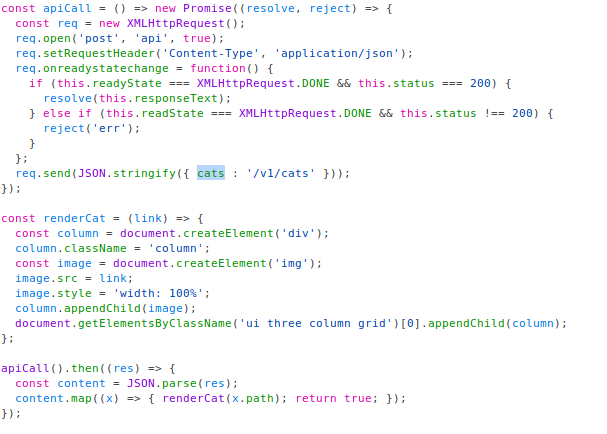 const apiCall = () => new Promise((resolve, reject) => {
  const req = new XMLHttpRequest();
  req.open('post', 'api', true);
  req.setRequestHeader('Content-Type', 'application/json');
  req.onreadystatechange = function() {
    if (this.readyState === XMLHttpRequest.DONE && this.status === 200) {
      resolve(this.responseText);
    } else if (this.readState === XMLHttpRequest.DONE && this.status !== 200) {
      reject('err');
    }
  };
  req.send(JSON.stringify({ cats : '/v1/cats' }));
});

const renderCat = (link) => {
  const column = document.createElement('div');
  column.className = 'column';
  const image = document.createElement('img');
  image.src = link;
  image.style = 'width: 100%';
  column.appendChild(image);
  document.getElementsByClassName('ui three column grid')[0].appendChild(column);
};

apiCall().then((res) => {
  const content = JSON.parse(res);
  content.map((x) => { renderCat(x.path); return true; });
});